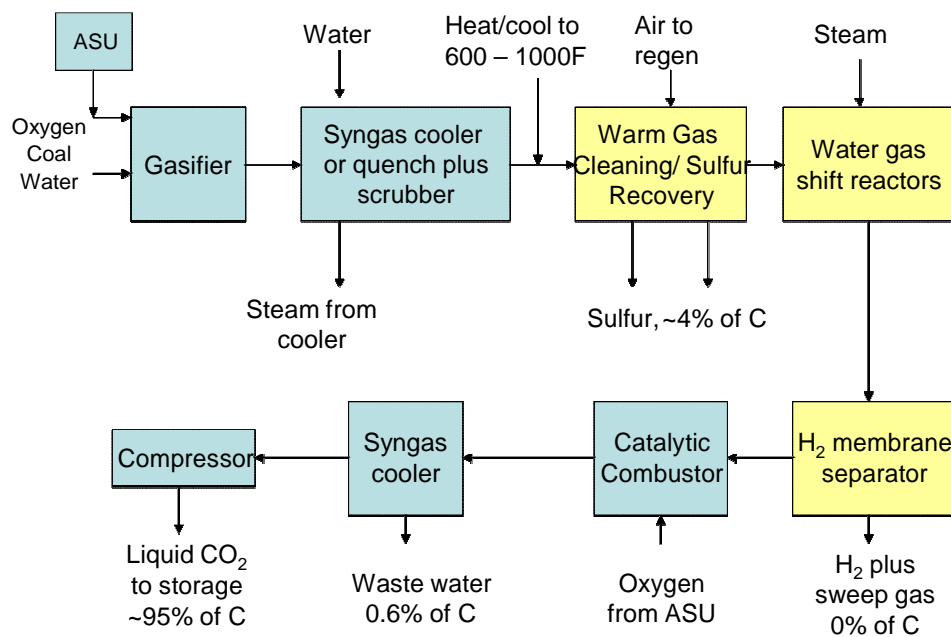 ASU
Water
Heat/cool to
600 – 1000F
Air to
regen
Steam
Oxygen
Coal
Water
Gasifier
Syngas cooler
or quench plus
scrubber
Warm Gas
Cleaning/ Sulfur
Recovery
Water gas
shift reactors
Steam from
cooler
Sulfur, ~4% of C
Compressor
Syngas
cooler
Catalytic
Combustor
H₂ membrane
separator
Liquid CO₂
to storage
~95% of C
Waste water
0.6% of C
Oxygen
from ASU
H₂ plus
sweep gas
0% of C